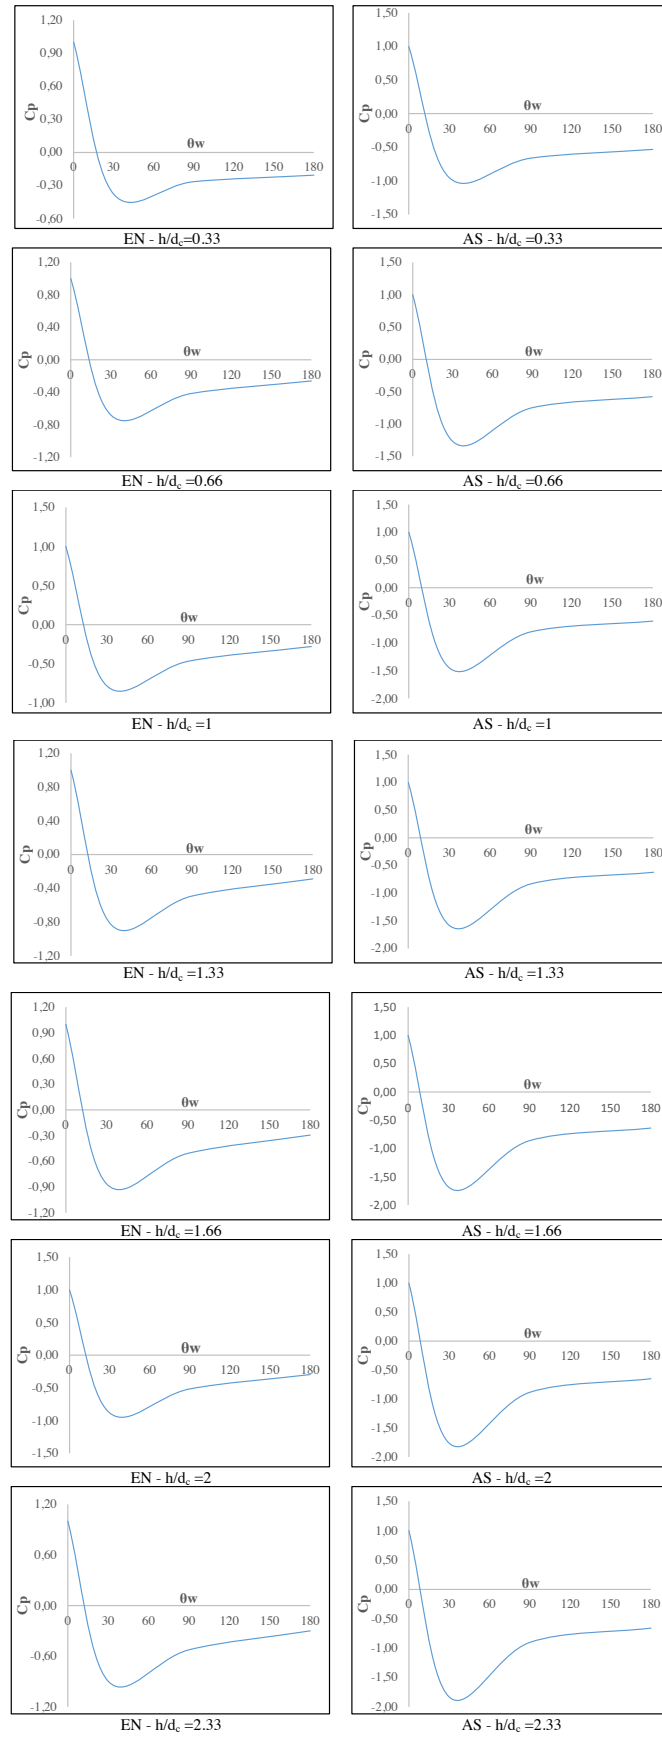 1,20
0,90
0,60
0,30
0,00
-0,30
-0,60
Cp
θw
0 30 60 90 120 150 180
EN - h/dc=0.33
1,50
1,00
0,50
0,00
-0,50
-1,00
-1,50
Cp
θw
0 30 60 90 120 150 180
AS - h/dc =0.33
1,20
0,80
0,40
0,00
-0,40
-0,80
-1,20
Cp
θw
0 30 60 90 120 150 180
EN - h/dc =0.66
1,50
1,00
0,50
0,00
-0,50
-1,00
-1,50
Cp
θw
0 30 60 90 120 150 180
AS - h/dc =0.66
1,50
1,00
0,50
0,00
-0,50
-1,00
Cp
θw
0 30 60 90 120 150 180
EN - h/dc =1
1,50
1,00
0,50
0,00
-0,50
-1,00
-1,50
-2,00
Cp
θw
0 30 60 90 120 150 180
AS - h/dc =1
1,20
0,80
0,40
0,00
-0,40
-0,80
-1,20
Cp
θw
0 30 60 90 120 150 180
EN - h/dc =1.33
1,50
1,00
0,50
0,00
-0,50
-1,00
-1,50
-2,00
Cp
θw
0 30 60 90 120 150 180
AS - h/dc =1.33
1,20
0,90
0,60
0,30
0,00
-0,30
-0,60
-0,90
-1,20
Cp
θw
0 30 60 90 120 150 180
EN - h/dc =1.66
1,50
1,00
0,50
0,00
-0,50
-1,00
-1,50
-2,00
Cp
θw
0 30 60 90 120 150 180
AS - h/dc =1.66
1,50
1,00
0,50
0,00
-0,50
-1,00
-1,50
Cp
θw
0 30 60 90 120 150 180
EN - h/dc =2
1,50
1,00
0,50
0,00
-0,50
-1,00
-1,50
-2,00
Cp
θw
0 30 60 90 120 150 180
AS - h/dc =2
1,20
0,60
0,00
-0,60
-1,20
Cp
θw
0 30 60 90 120 150 180
EN - h/dc =2.33
1,50
1,00
0,50
0,00
-0,50
-1,00
-1,50
-2,00
Cp
θw
0 30 60 90 120 150 180
AS - h/dc =2.33